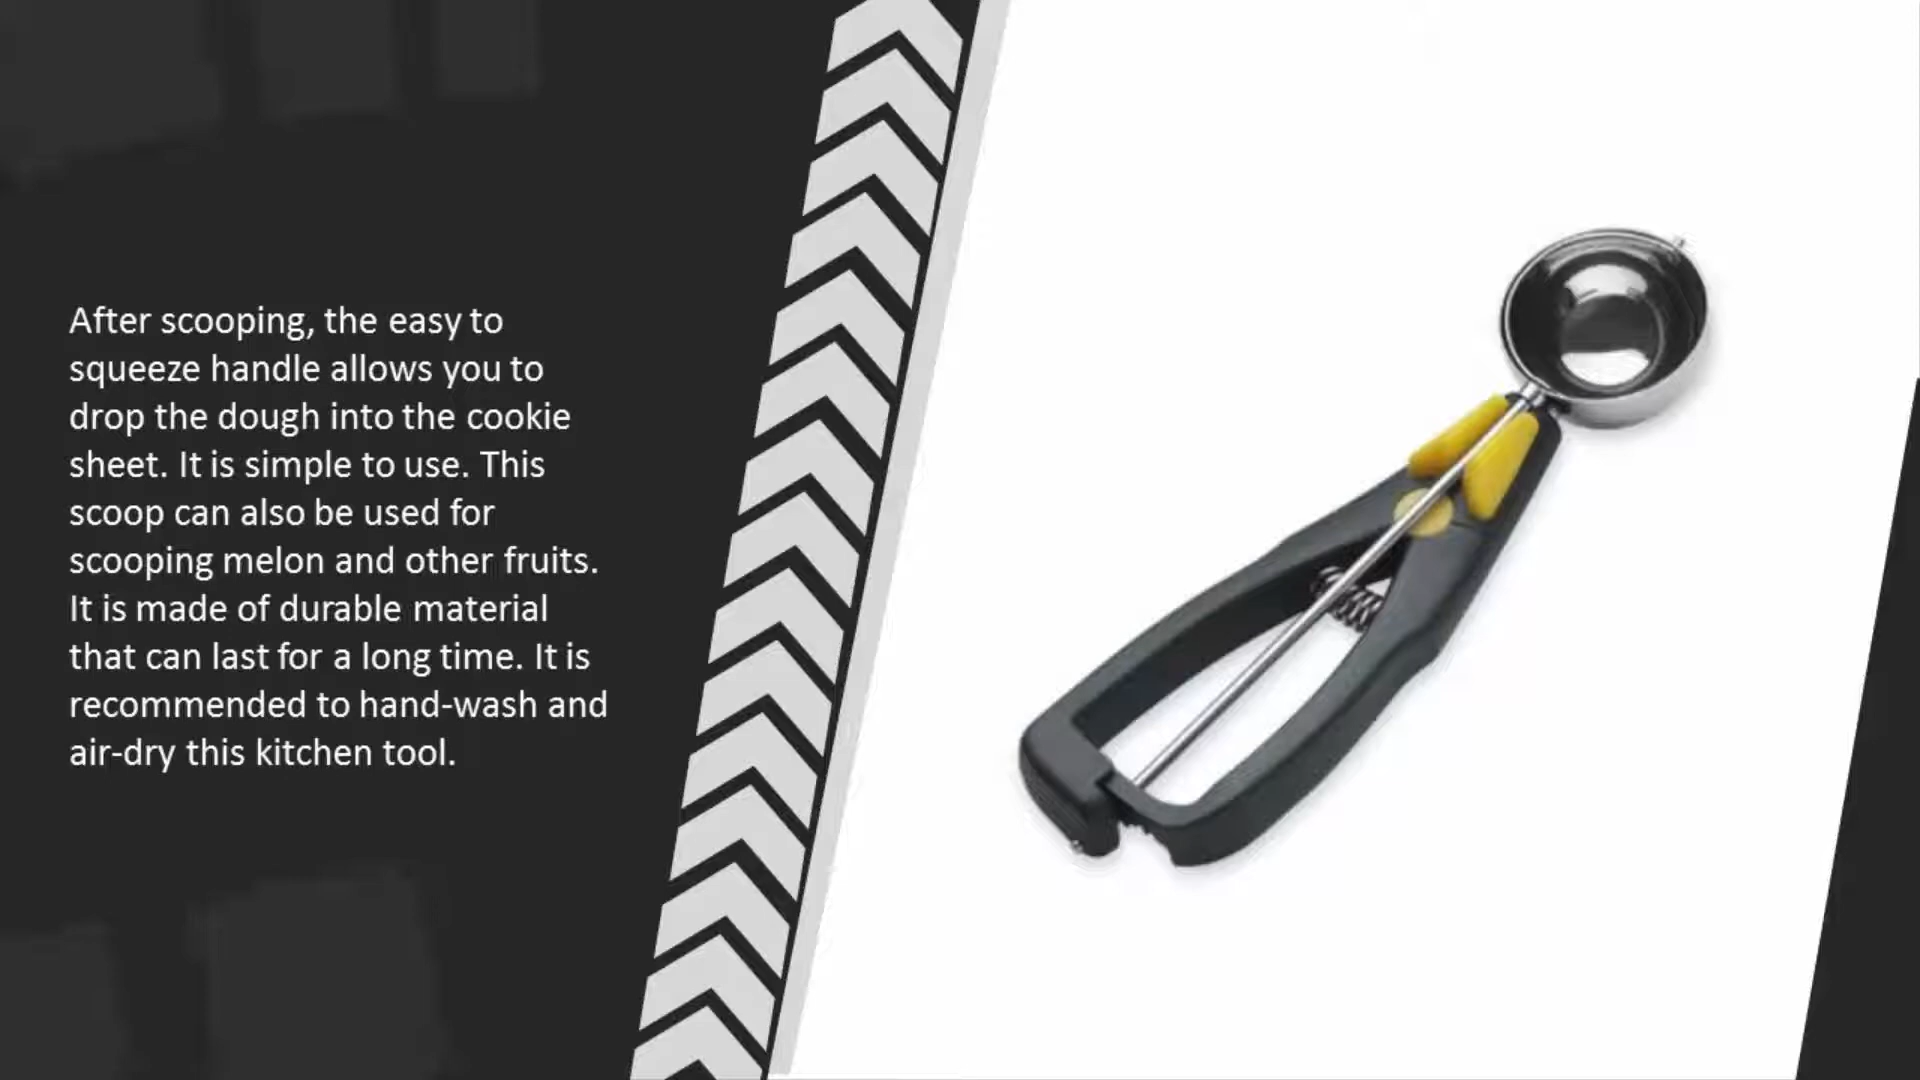 After scooping, the easy to
squeeze handle allows you to
drop the dough into the cookie
sheet. It is simple to use. This
scoop can also be used for
scooping melon and other fruits.
It is made of durable material
that can last for a long time. It is
recommended to hand-wash and
air-dry this kitchen tool.